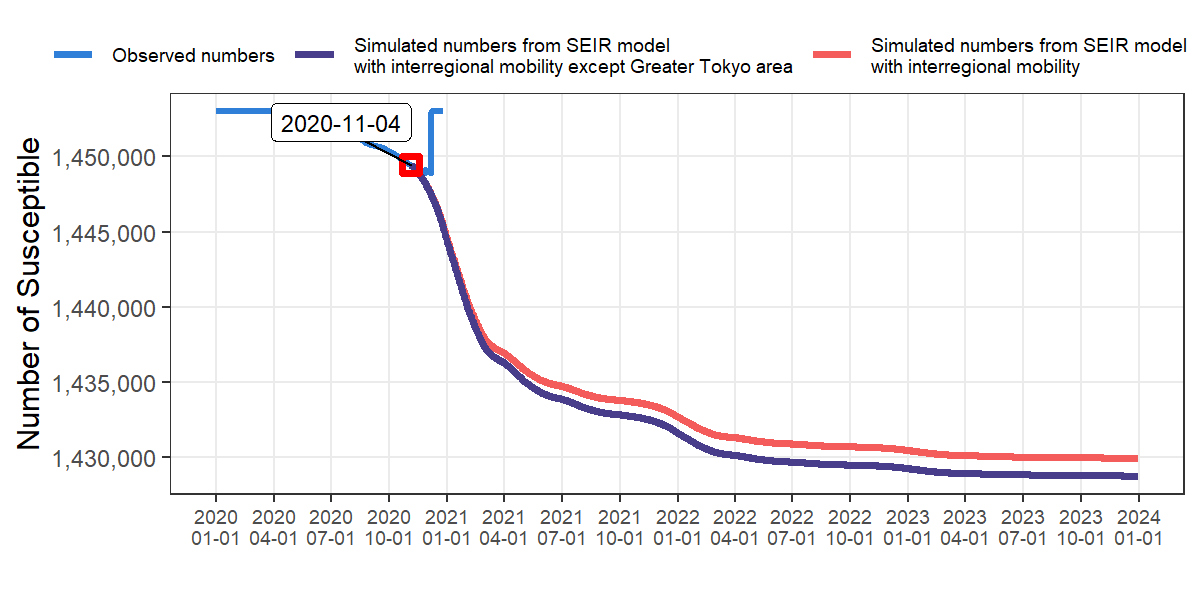 Observed numbers
Simulated numbers from SEIR model
with interregional mobility except Greater Tokyo area
Simulated numbers from SEIR model
with interregional mobility
2020-11-04
Number of Susceptible
1,450,000
1,445,000
1,440,000
1,435,000
1,430,000
2020 2020 2020 2020 2021 2021 2021 2021 2022 2022 2022 2022 2023 2023 2023 2023 2024
01-01 04-01 07-01 10-01 01-01 04-01 07-01 10-01 01-01 04-01 07-01 10-01 01-01 04-01 07-01 10-01 01-01